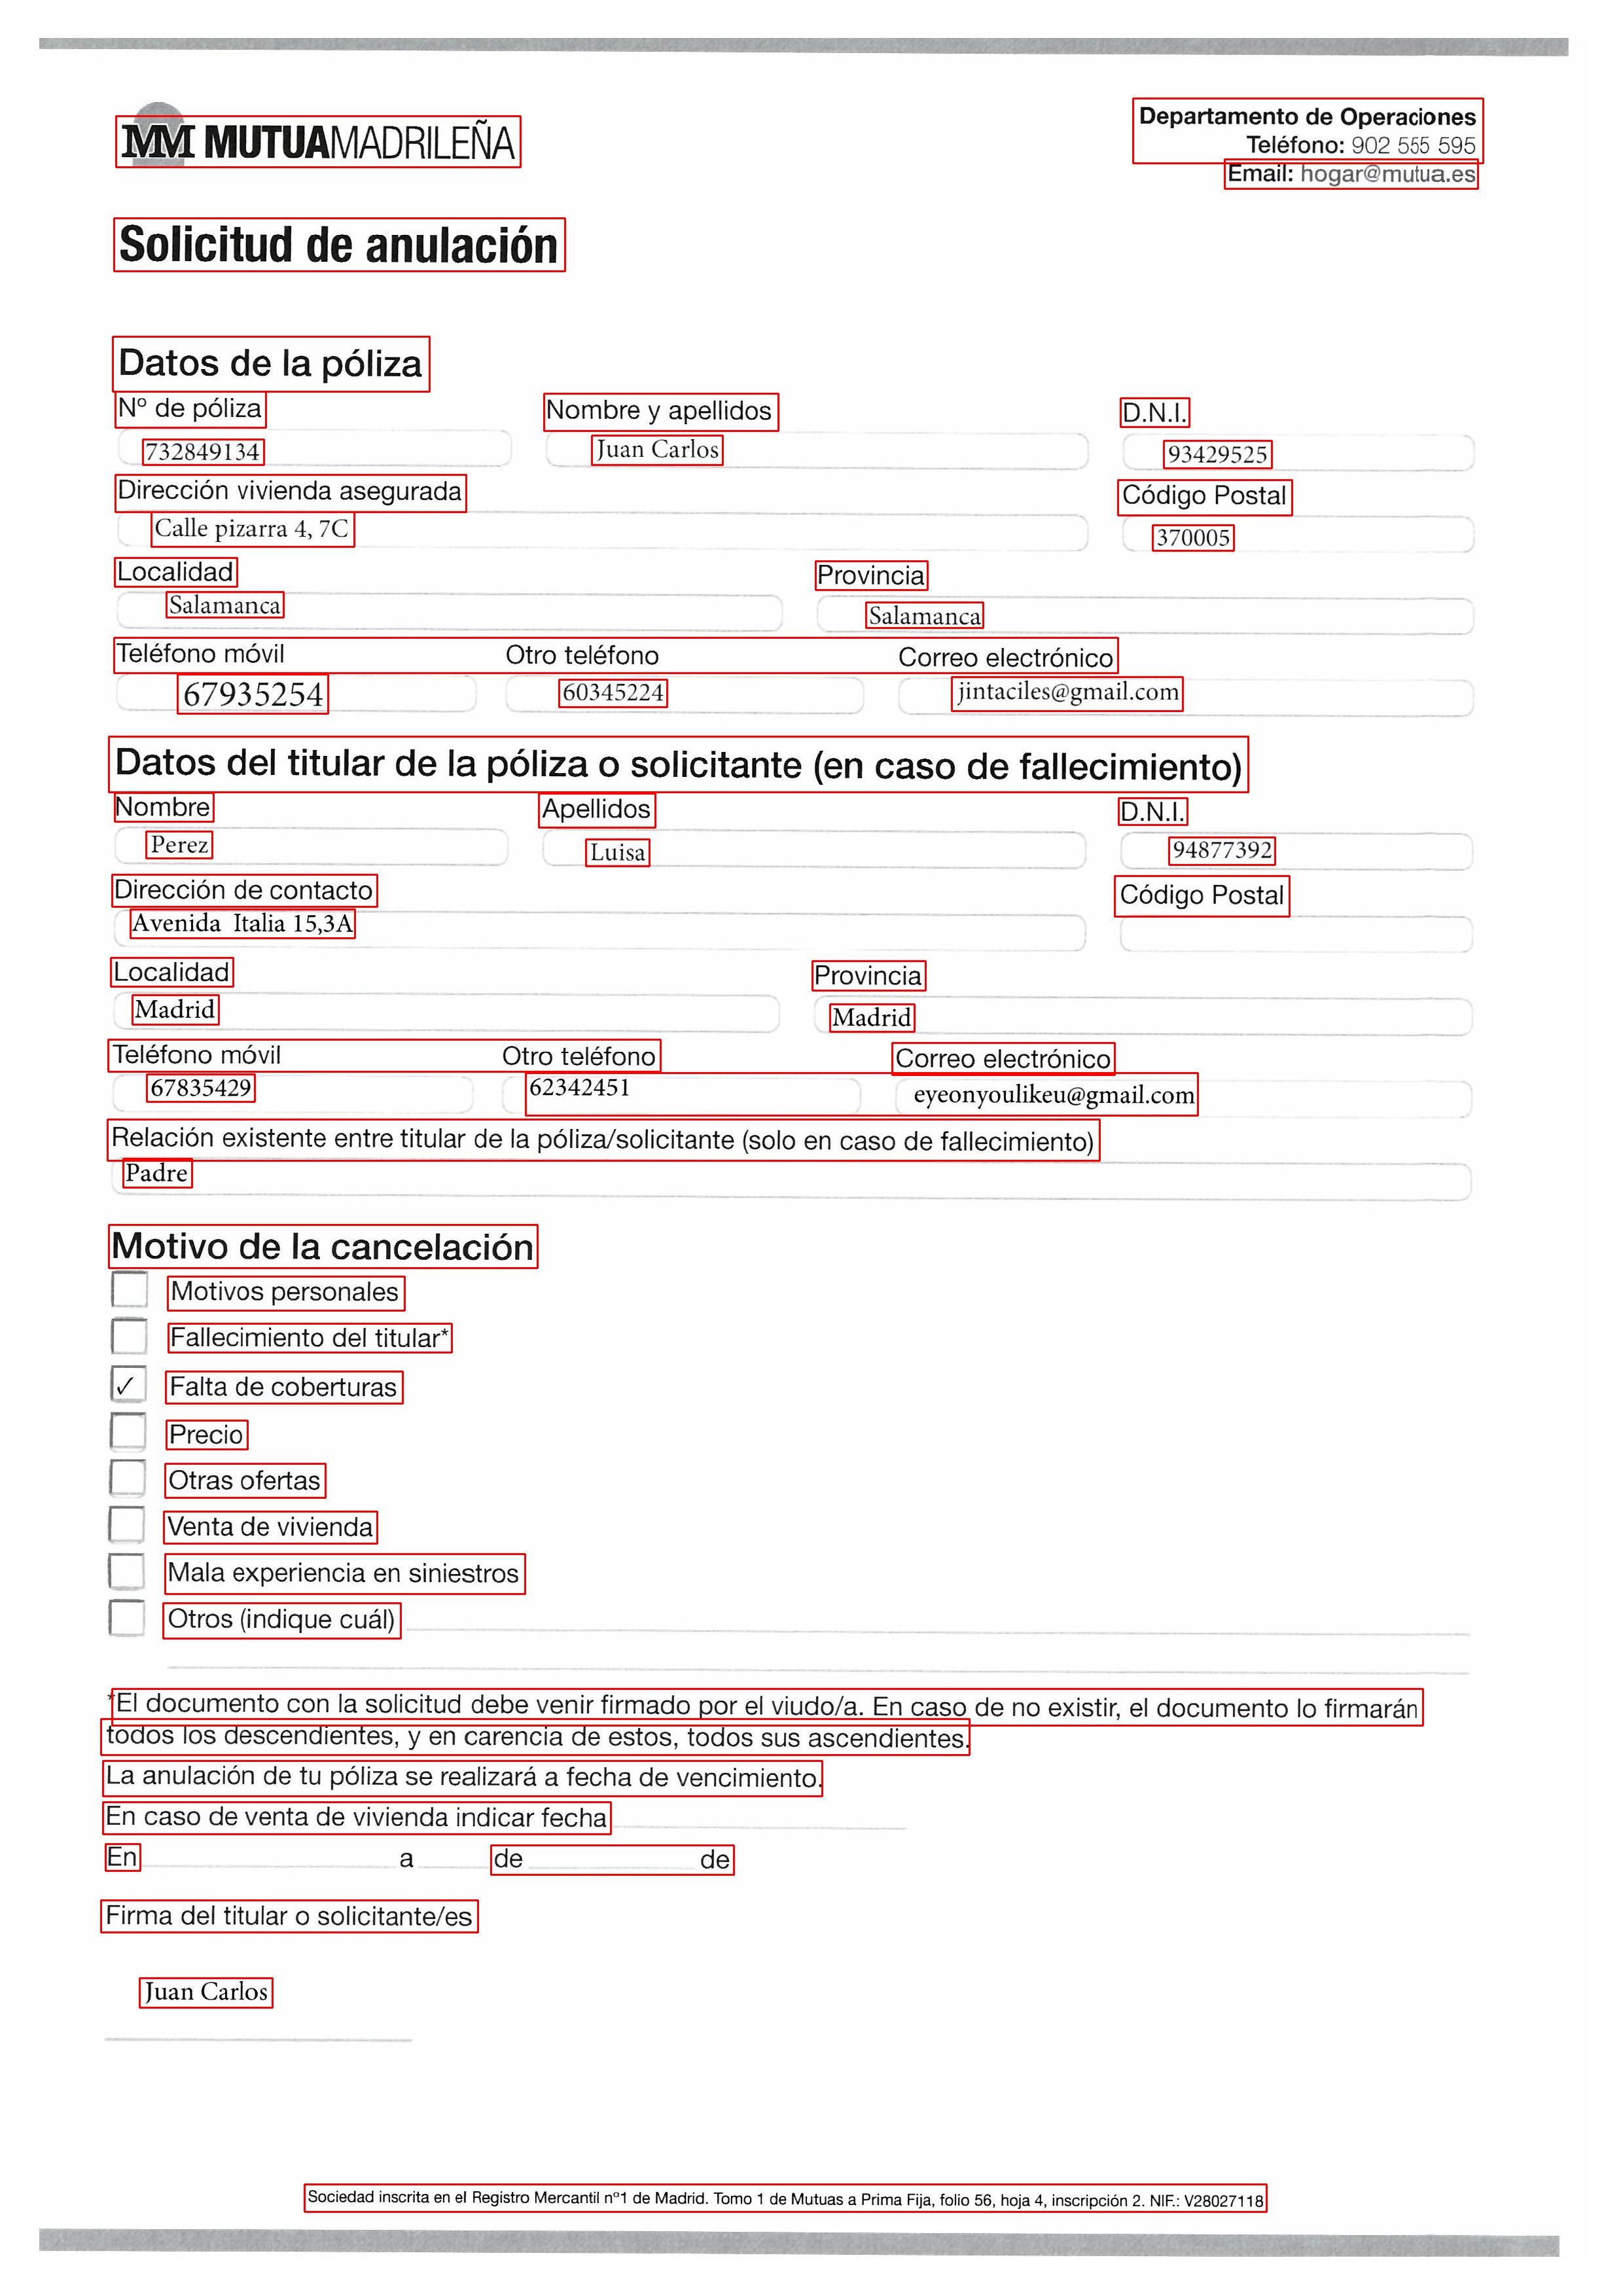 MM MUTUAMADRILEÑA
Departamento de Operaciones
Teléfono: 902 555 595
Email: hogar@mutua.es
Solicitud de anulación
Datos de la póliza
Nº de póliza Nombre y apellidos D.N.I.
732849134 Juan Carlos 93429525
Dirección vivienda asegurada Código Postal
Calle pizarra 4, 7C 370005
Localidad Provincia
Salamanca Salamanca
Teléfono móvil Otro teléfono Correo electrónico
67935254 60345224 jintaciles@gmail.com
Datos del titular de la póliza o solicitante (en caso de fallecimiento)
Nombre Apellidos D.N.I.
Perez Luisa 94877392
Dirección de contacto Código Postal
Avenida Italia 15,3A
Localidad Provincia
Madrid Madrid
Teléfono móvil Otro teléfono Correo electrónico
67835429 62342451 eyeonyoulikeu@gmail.com
Relación existente entre titular de la póliza/solicitante (solo en caso de fallecimiento)
Padre
Motivo de la cancelación
Motivos personales
Fallecimiento del titular*
✓ Falta de coberturas
Precio
Otras ofertas
Venta de vivienda
Mala experiencia en siniestros
Otros (indique cuál)
*El documento con la solicitud debe venir firmado por el viudo/a. En caso de no existir, el documento lo firmarán
todos los descendientes, y en carencia de estos, todos sus ascendientes.
La anulación de tu póliza se realizará a fecha de vencimiento.
En caso de venta de vivienda indicar fecha
En a de de
Firma del titular o solicitante/es
Juan Carlos
Sociedad inscrita en el Registro Mercantil nº1 de Madrid. Tomo 1 de Mutuas a Prima Fija, folio 56, hoja 4, inscripción 2. NIF.: V28027118